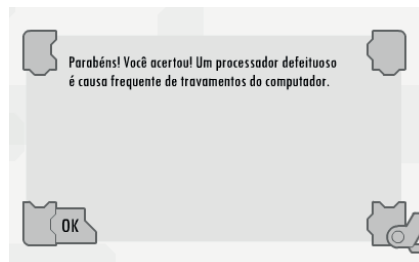 Parabéns! Você acertou! Um processador defeituoso
é causa frequente de travamentos do computador.
OK